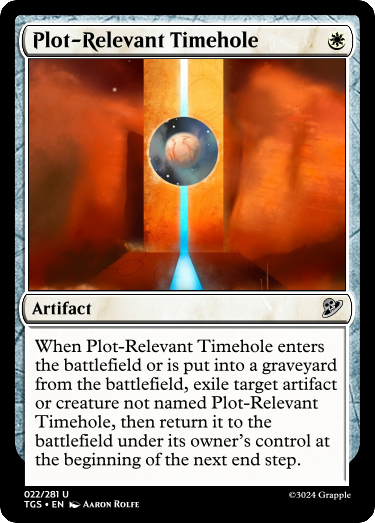 Plot-Relevant Timehole
Artifact
When Plot-Relevant Timehole enters
the battlefield or is put into a graveyard
from the battlefield, exile target artifact
or creature not named Plot-Relevant
Timehole, then return it to the
battlefield under its owner's control at
the beginning of the next end step.
022/281 U
TGS • EN Aaron Rolfe
©3024 Grapple